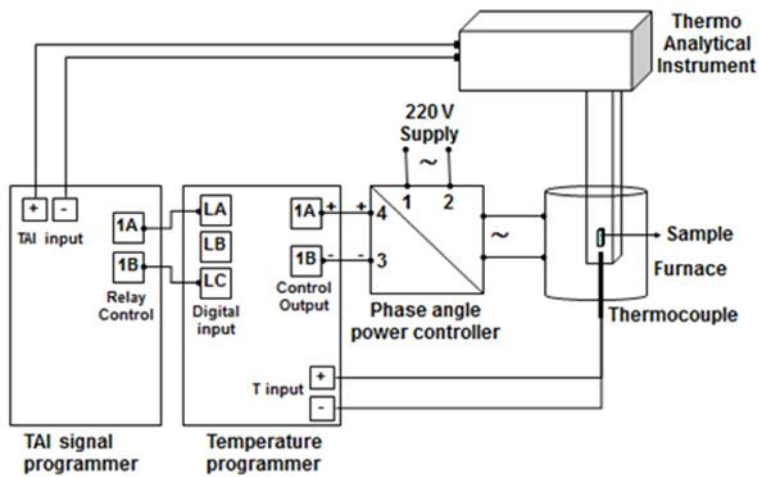 Thermo
Analytical
Instrument
220 V
Supply
~
1 2
+ -
TAI input
1A
1B
Relay
Control
LA
LB
LC
Digital
input
1A + + 4
1B - - 3
Control
Output
~
Phase angle
power controller
Sample
Furnace
Thermocouple
T input
+
-
TAI signal
programmer
Temperature
programmer